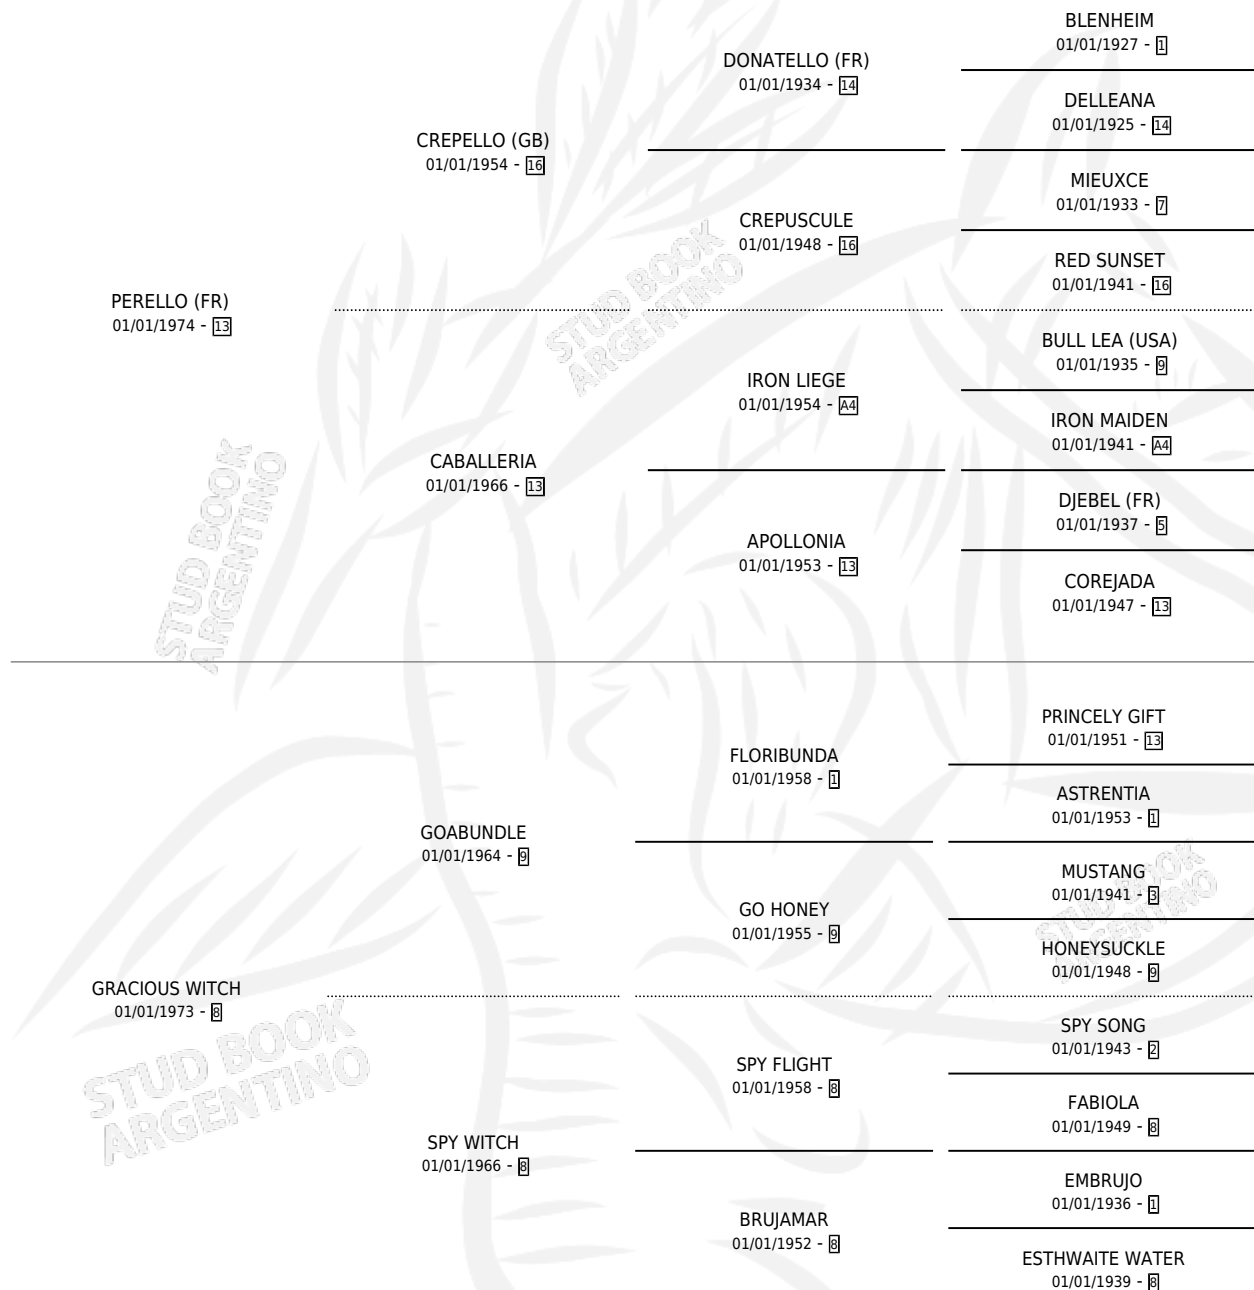 BLENHEIM
01/01/1927 - 1
DONATELLO (FR)
01/01/1934 - 14
DELLEANA
01/01/1925 - 14
CREPELLO (GB)
01/01/1954 - 16
MIEUXCE
01/01/1933 - 7
CREPUSCULE
01/01/1948 - 16
RED SUNSET
01/01/1941 - 16
PERELLO (FR)
01/01/1974 - 13
STUD BOOK
ARGENTINO
BULL LEA (USA)
01/01/1935 - 9
IRON LIEGE
01/01/1954 - A4
IRON MAIDEN
01/01/1941 - A4
CABALLERIA
01/01/1966 - 13
DJEBEL (FR)
01/01/1937 - 5
APOLLONIA
01/01/1953 - 13
COREJADA
01/01/1947 - 13
STUD BOOK
ARGENTINO
PRINCELY GIFT
01/01/1951 - 13
FLORIBUNDA
01/01/1958 - 1
ASTRENTIA
01/01/1953 - 1
GOABUNDLE
01/01/1964 - 9
MUSTANG
01/01/1941 - 3
GO HONEY
01/01/1955 - 9
STUD BOOK
ARGENTINO
HONEYSUCKLE
01/01/1948 - 9
GRACIOUS WITCH
01/01/1973 - 8
STUD BOOK
ARGENTINO
SPY SONG
01/01/1943 - 2
SPY FLIGHT
01/01/1958 - 8
FABIOLA
01/01/1949 - 8
SPY WITCH
01/01/1966 - 8
EMBRUJO
01/01/1936 - 1
BRUJAMAR
01/01/1952 - 8
ESTHWAITE WATER
01/01/1939 - 8